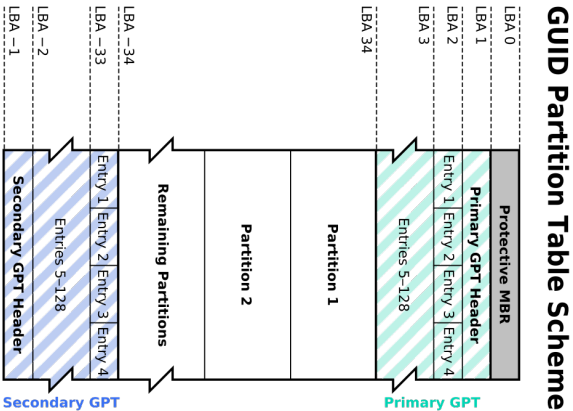 GUID Partition Table Scheme
LBA 0
Protective MBR
LBA 1
Primary GPT Header
LBA 2
Entry 1 Entry 2 Entry 3 Entry 4
LBA 3
Entries 5–128
Primary GPT
LBA 34
Partition 1
Partition 2
Remaining Partitions
LBA −34
LBA −33
Entry 1 Entry 2 Entry 3 Entry 4
LBA −2
Entries 5–128
LBA −1
Secondary GPT Header
Secondary GPT